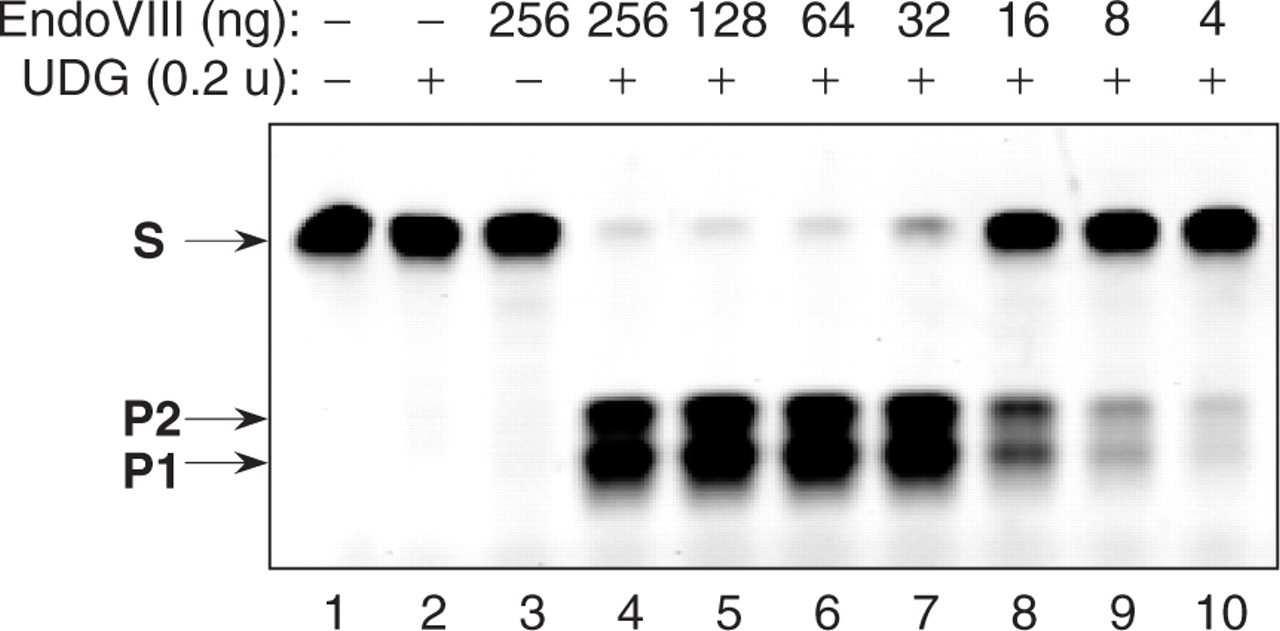 EndoVIII (ng): – – 256 256 128 64 32 16 8 4
UDG (0.2 u): – + – + + + + + + +
S
P2
P1
1 2 3 4 5 6 7 8 9 10